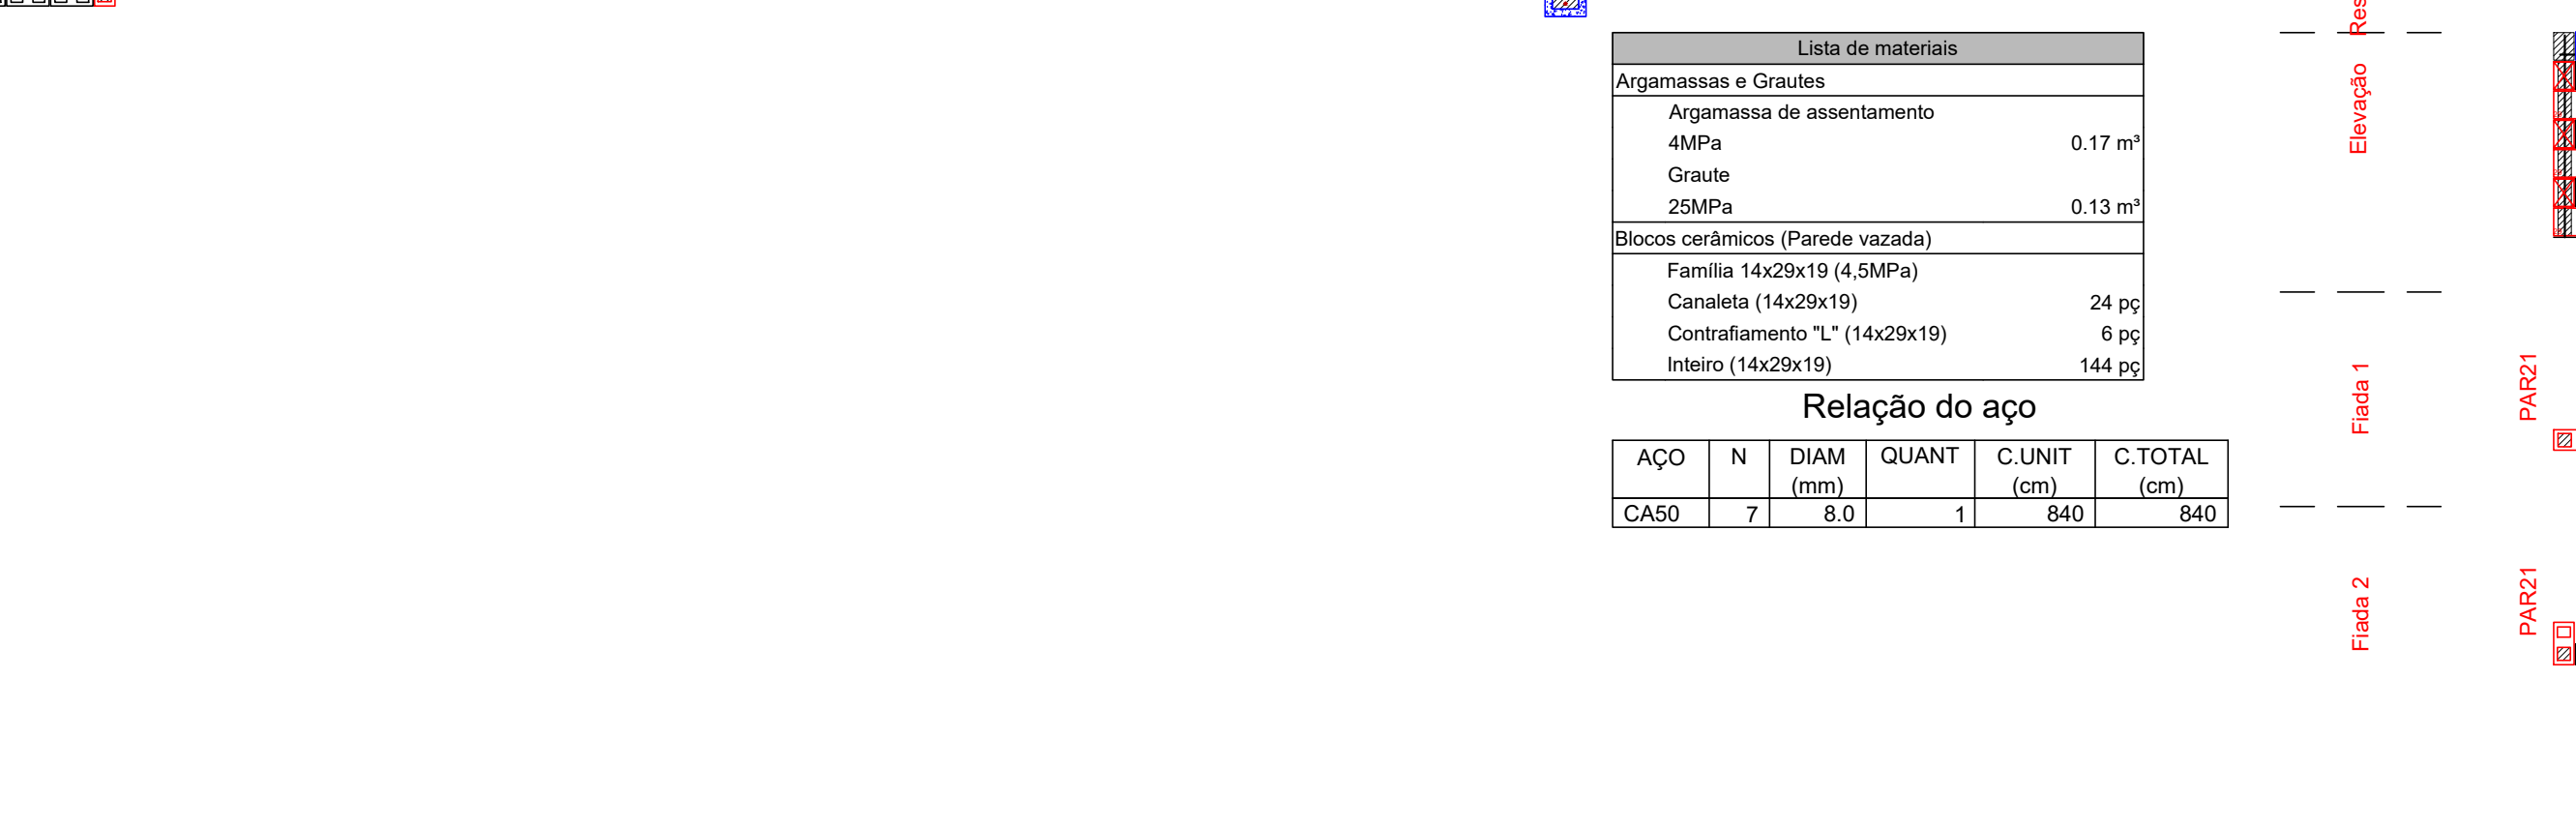 Lista de materiais
Argamassas e Grautes
Argamassa de assentamento
4MPa 0.17 m³
Graute
25MPa 0.13 m³
Blocos cerâmicos (Parede vazada)
Família 14x29x19 (4,5MPa)
Canaleta (14x29x19) 24 pç
Contrafiamento "L" (14x29x19) 6 pç
Inteiro (14x29x19) 144 pç
Relação do aço
AÇO N DIAM QUANT C.UNIT C.TOTAL
(mm) (cm) (cm)
CA50 7 8.0 1 840 840
Res
Elevação
Fiada 1
PAR21
Fiada 2
PAR21